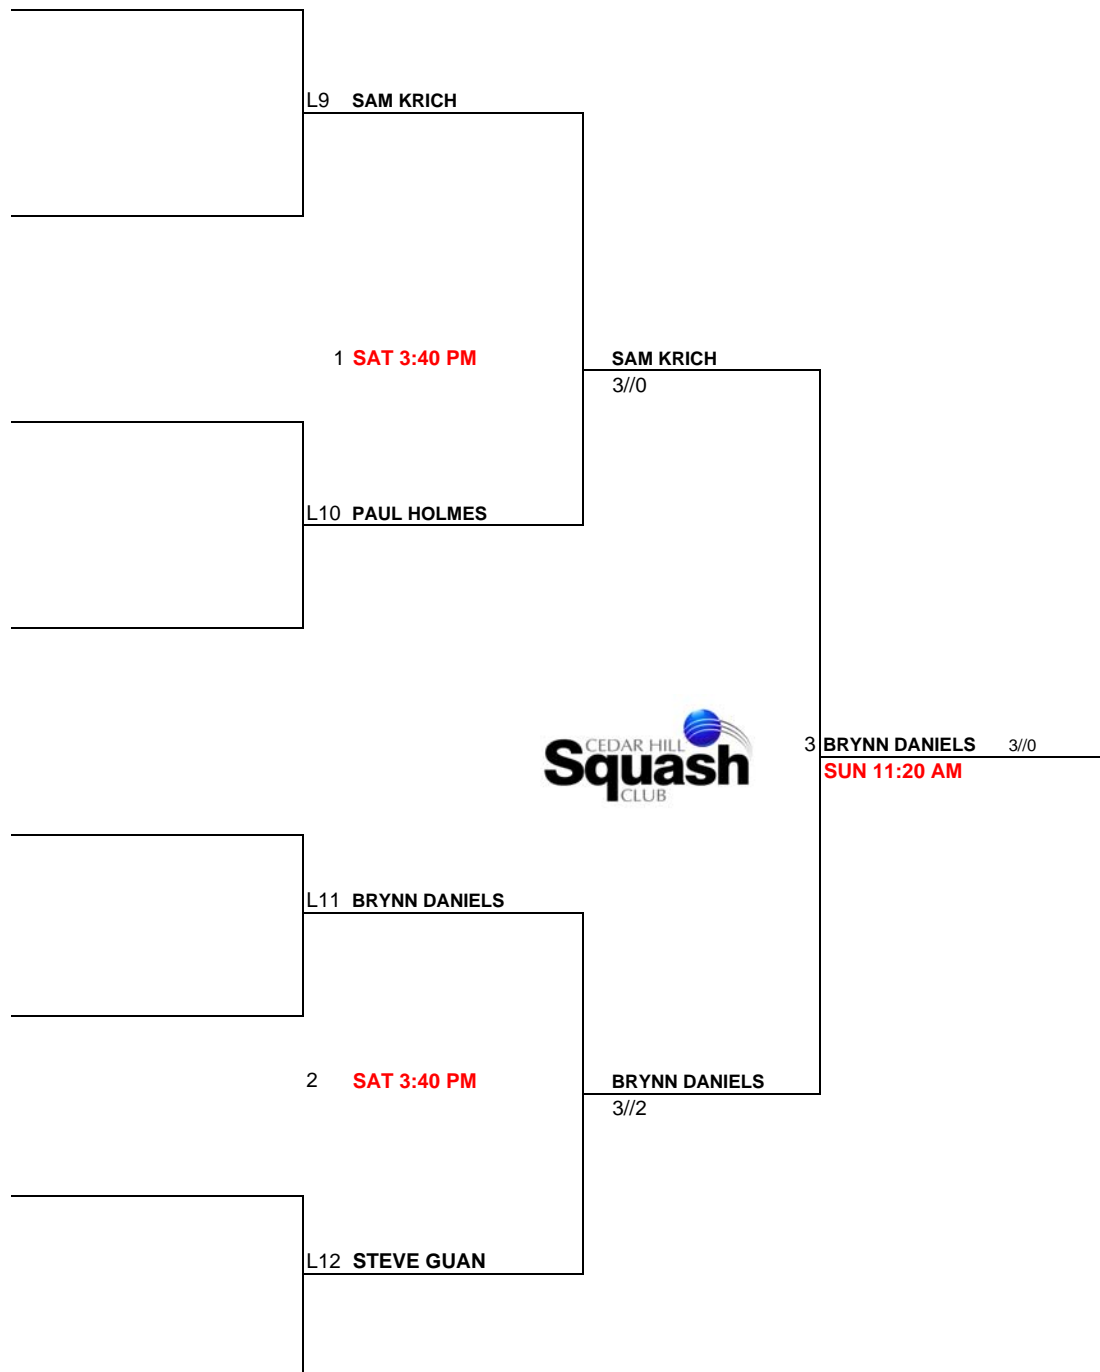 L9 SAM KRICH
1 SAT 3:40 PM
SAM KRICH
3//0
L10 PAUL HOLMES
CEDAR HILL
Squash
CLUB
3 BRYNN DANIELS 3//0
SUN 11:20 AM
L11 BRYNN DANIELS
2 SAT 3:40 PM
BRYNN DANIELS
3//2
L12 STEVE GUAN